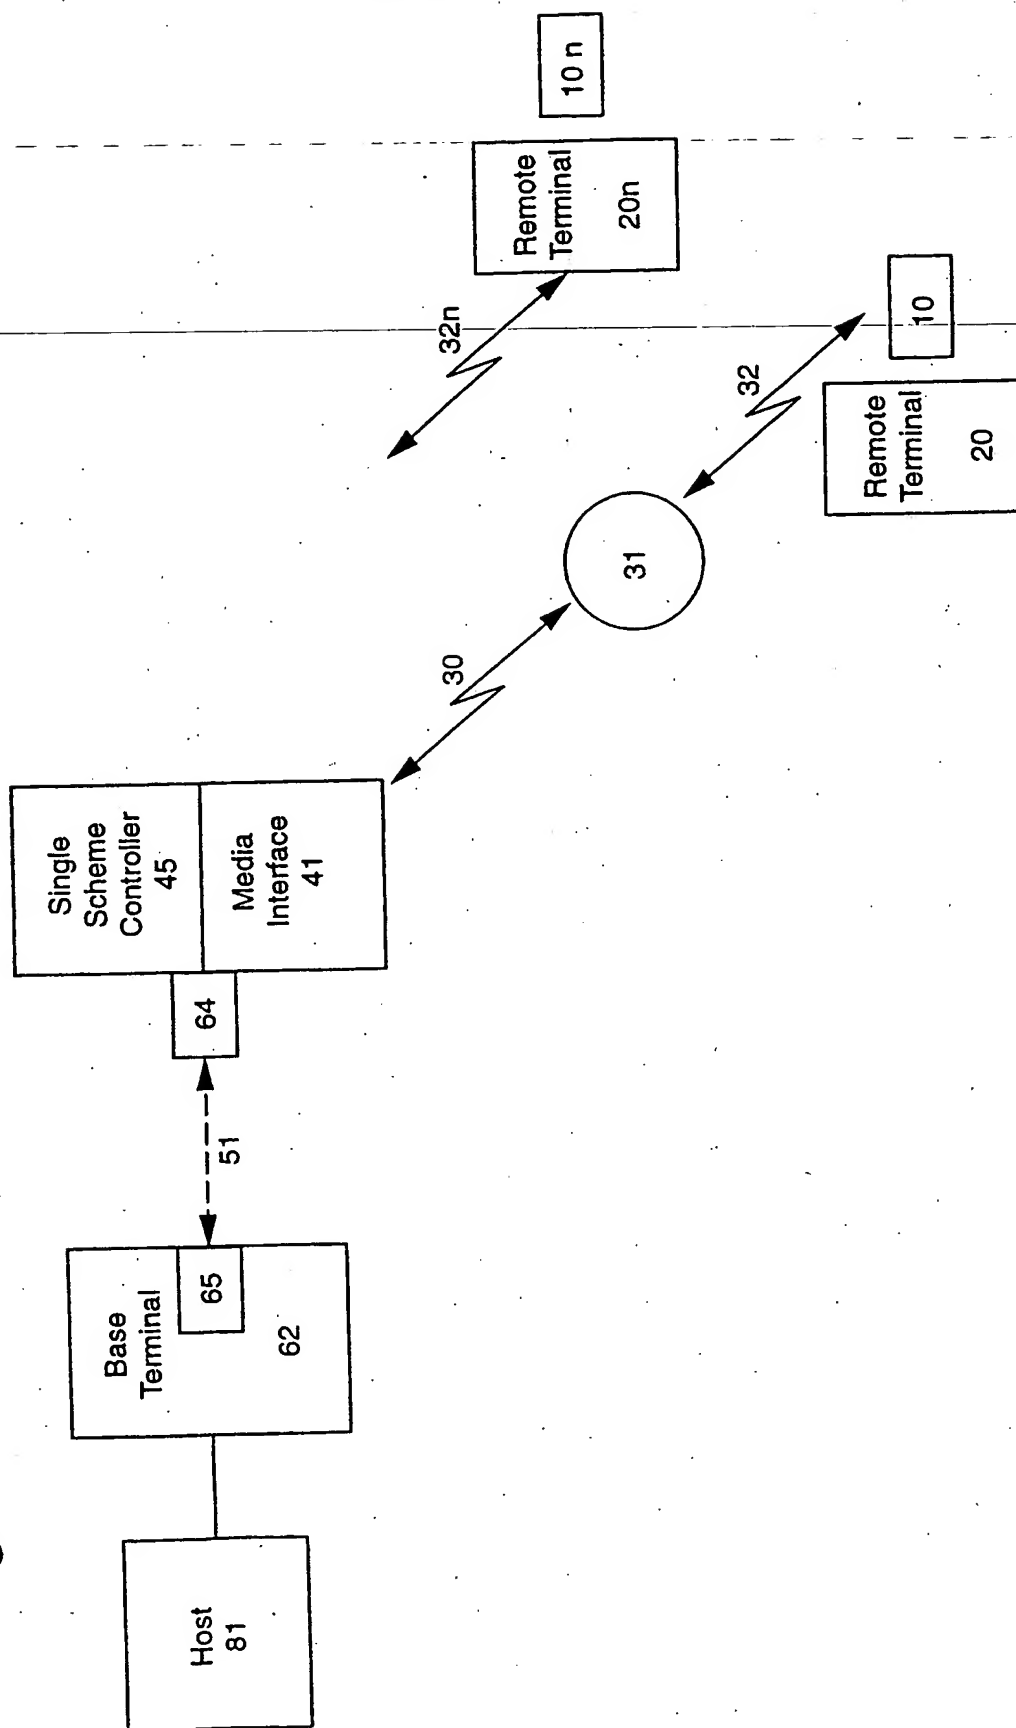 Host
81
Base
Terminal
65
62
51
64
Single
Scheme
Controller
45
Media
Interface
41
30
31
32n
32
Remote
Terminal
20n
10 n
Remote
Terminal
20
10